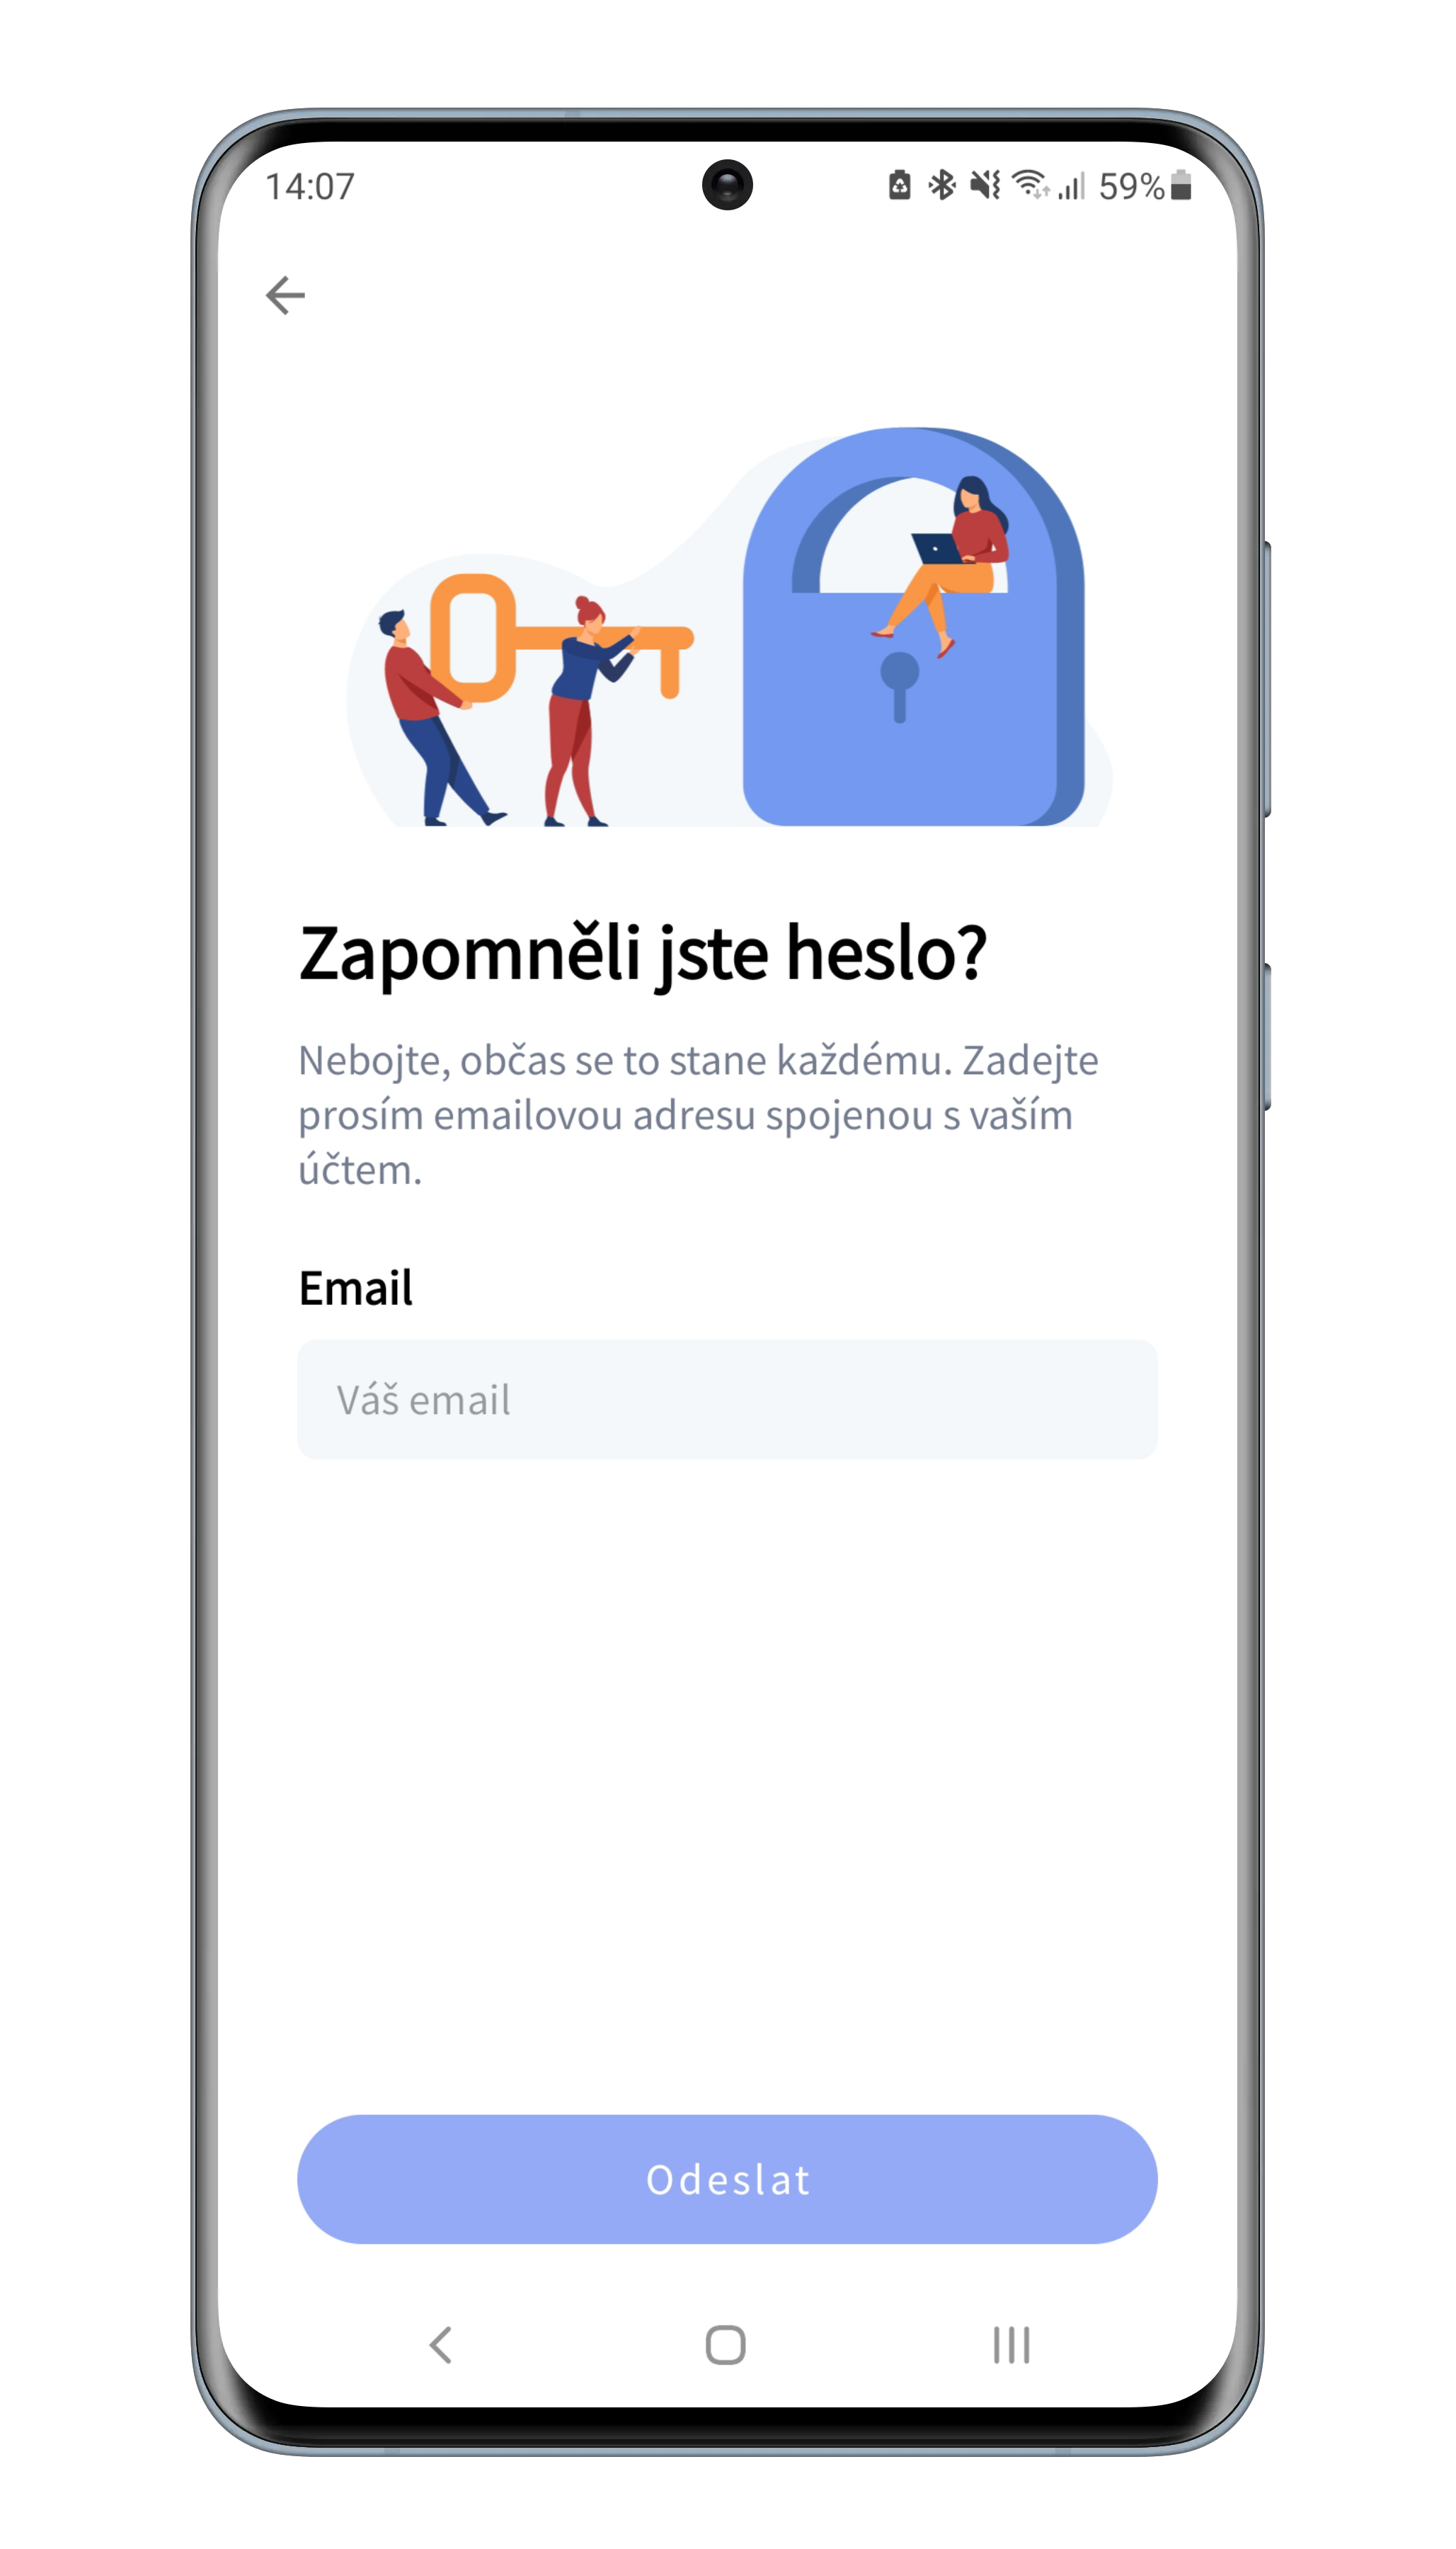 14:07
59%
Zapomněli jste heslo?
Nebojte, občas se to stane každému. Zadejte
prosím emailovou adresu spojenou s vaším
účtem.
Email
Váš email
Odeslat